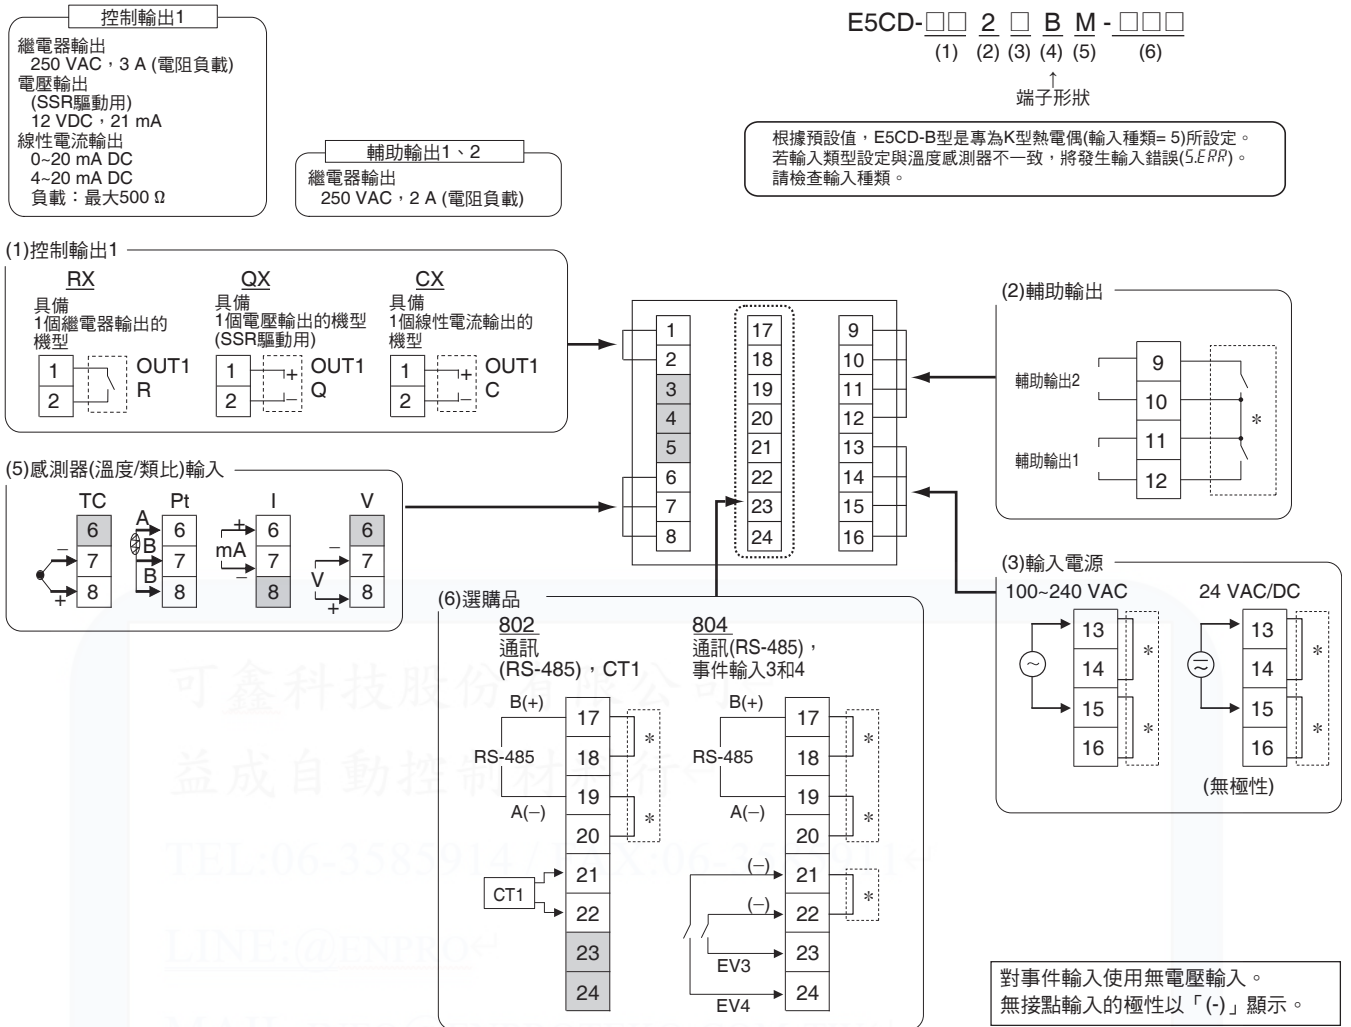 控制輸出1
繼電器輸出
250 VAC,3 A (電阻負載)
電壓輸出
(SSR驅動用)
12 VDC,21 mA
線性電流輸出
0~20 mA DC
4~20 mA DC
負載:最大500 Ω
輔助輸出1、2
繼電器輸出
250 VAC,2 A (電阻負載)
E5CD-□□ 2 □ B M - □□□
(1) (2) (3) (4) (5) (6)
↑
端子形狀
根據預設值,E5CD-B型是專為K型熱電偶(輸入種類= 5)所設定。
若輸入類型設定與溫度感測器不一致,將發生輸入錯誤(S.ERR)。
請檢查輸入種類。
(1)控制輸出1
RX
具備
1個繼電器輸出的
機型
1
2
OUT1
R
QX
具備
1個電壓輸出的機型
(SSR驅動用)
1
2
+
–
OUT1
Q
CX
具備
1個線性電流輸出的
機型
1
2
+
–
OUT1
C
1 17 9
2 18 10
3 19 11
4 20 12
5 21 13
6 22 14
7 23 15
8 24 16
(2)輔助輸出
輔助輸出2
輔助輸出1
9
10
11
12
*
(5)感測器(溫度/類比)輸入
TC Pt I V
6 A 6 + 6 6
– 7 B 7 mA 7 – 7
+ 8 B 8 – 8 V + 8
(3)輸入電源
100~240 VAC
13
14
15
16
*
*
~
24 VAC/DC
13
14
15
16
*
*
(無極性)
(6)選購品
802
通訊
(RS-485),CT1
B(+)
RS-485
A(–)
CT1
17
18
19
20
21
22
23
24
*
*
804
通訊(RS-485),
事件輸入3和4
B(+)
RS-485
A(–)
(–)
(–)
EV3
EV4
17
18
19
20
21
22
23
24
*
*
*
對事件輸入使用無電壓輸入。
無接點輸入的極性以「(-)」顯示。
可鑫科技股份有限公司
益成自動控制材料行
TEL:06-3585914 / FAX:06-3585911
LINE:@ENPRO